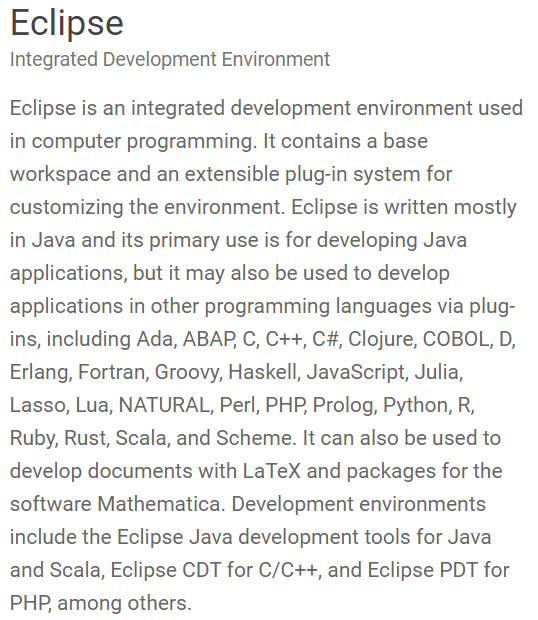 Eclipse
Integrated Development Environment
Eclipse is an integrated development environment used
in computer programming. It contains a base
workspace and an extensible plug-in system for
customizing the environment. Eclipse is written mostly
in Java and its primary use is for developing Java
applications, but it may also be used to develop
applications in other programming languages via plug-
ins, including Ada, ABAP, C, C++, C#, Clojure, COBOL, D,
Erlang, Fortran, Groovy, Haskell, JavaScript, Julia,
Lasso, Lua, NATURAL, Perl, PHP, Prolog, Python, R,
Ruby, Rust, Scala, and Scheme. It can also be used to
develop documents with LaTeX and packages for the
software Mathematica. Development environments
include the Eclipse Java development tools for Java
and Scala, Eclipse CDT for C/C++, and Eclipse PDT for
PHP, among others.